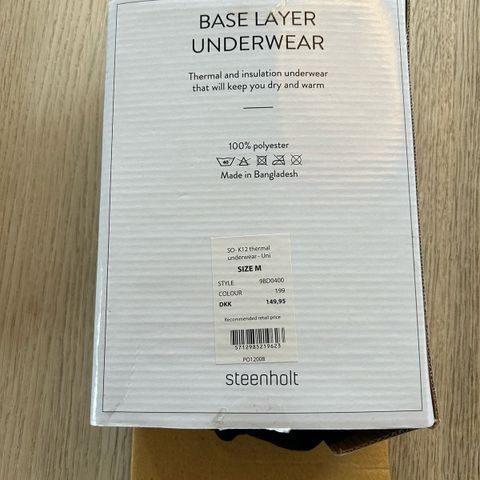 BASE LAYER
UNDERWEAR
Thermal and insulation underwear
that will keep you dry and warm
100% polyester
40
Made in Bangladesh
SO- K12 thermal
underwear - Uni
SIZE M
STYLE 9BD0400
COLOUR 199
DKK 149,95
Recommended retail price
5712985219623
PO12008
steenholt